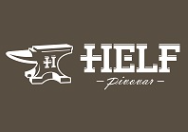 H HELF
– pivovar –